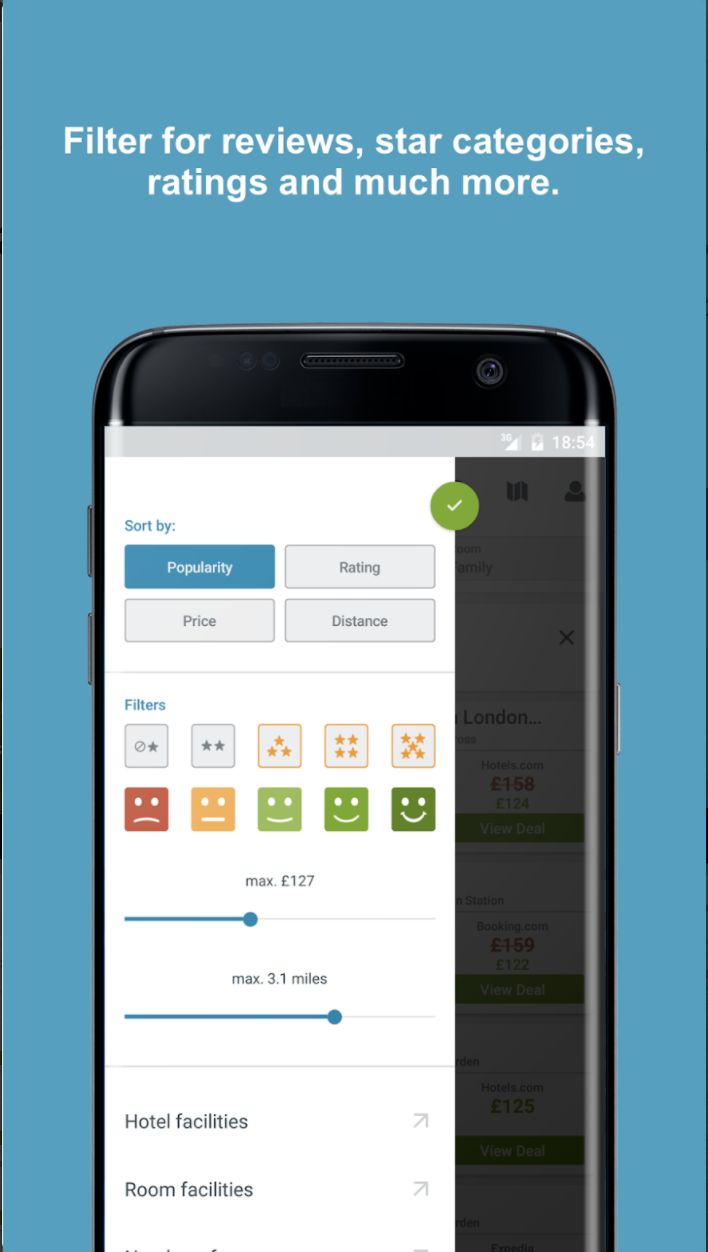 Filter for reviews, star categories,
ratings and much more.
3G 18:54
Sort by:
Popularity Rating
Price Distance
Filters
max. £127
max. 3.1 miles
Hotel facilities
Room facilities
oom
amily
London...
ross
Hotels.com
£158
£124
View Deal
n Station
Booking.com
£159
£122
View Deal
rden
Hotels.com
£125
View Deal
rden
Expedia